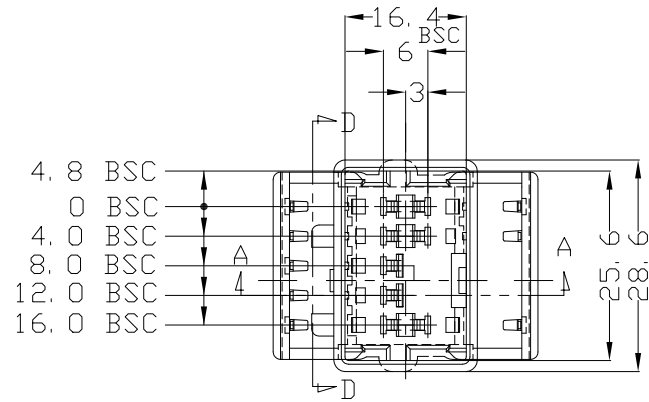 16, 4
BSC
6
3
D
4, 8 BSC
0 BSC
4, 0 BSC
8, 0 BSC
12, 0 BSC
16, 0 BSC
A
A
25, 6
28, 6
D